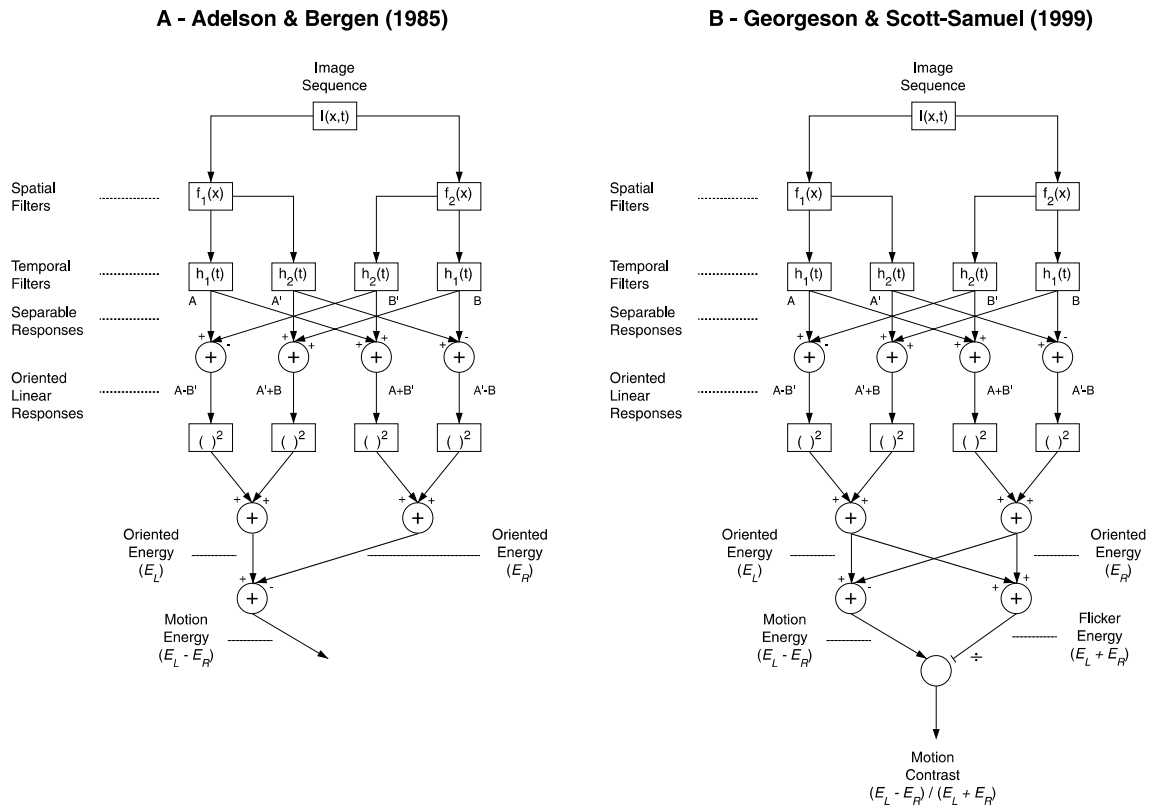 A - Adelson & Bergen (1985)
Image
Sequence
I(x,t)
Spatial
Filters
f1(x)
f2(x)
Temporal
Filters
h1(t)
h2(t)
h2(t)
h1(t)
A
A'
B'
B
Separable
Responses
+
-
+
+
+
+
+
-
+
+
+
+
Oriented
Linear
Responses
A-B'
A'+B
A+B'
A'-B
( )2
( )2
( )2
( )2
+
+
+
+
+
+
Oriented
Energy
(EL)
Oriented
Energy
(ER)
+
-
+
Motion
Energy
(EL - ER)
B - Georgeson & Scott-Samuel (1999)
Image
Sequence
I(x,t)
Spatial
Filters
f1(x)
f2(x)
Temporal
Filters
h1(t)
h2(t)
h2(t)
h1(t)
A
A'
B'
B
Separable
Responses
+
-
+
+
+
+
+
-
+
+
+
+
Oriented
Linear
Responses
A-B'
A'+B
A+B'
A'-B
( )2
( )2
( )2
( )2
+
+
+
+
+
+
Oriented
Energy
(EL)
Oriented
Energy
(ER)
+
-
+
+
+
+
Motion
Energy
(EL - ER)
Flicker
Energy
(EL + ER)
÷
Motion
Contrast
(EL - ER) / (EL + ER)